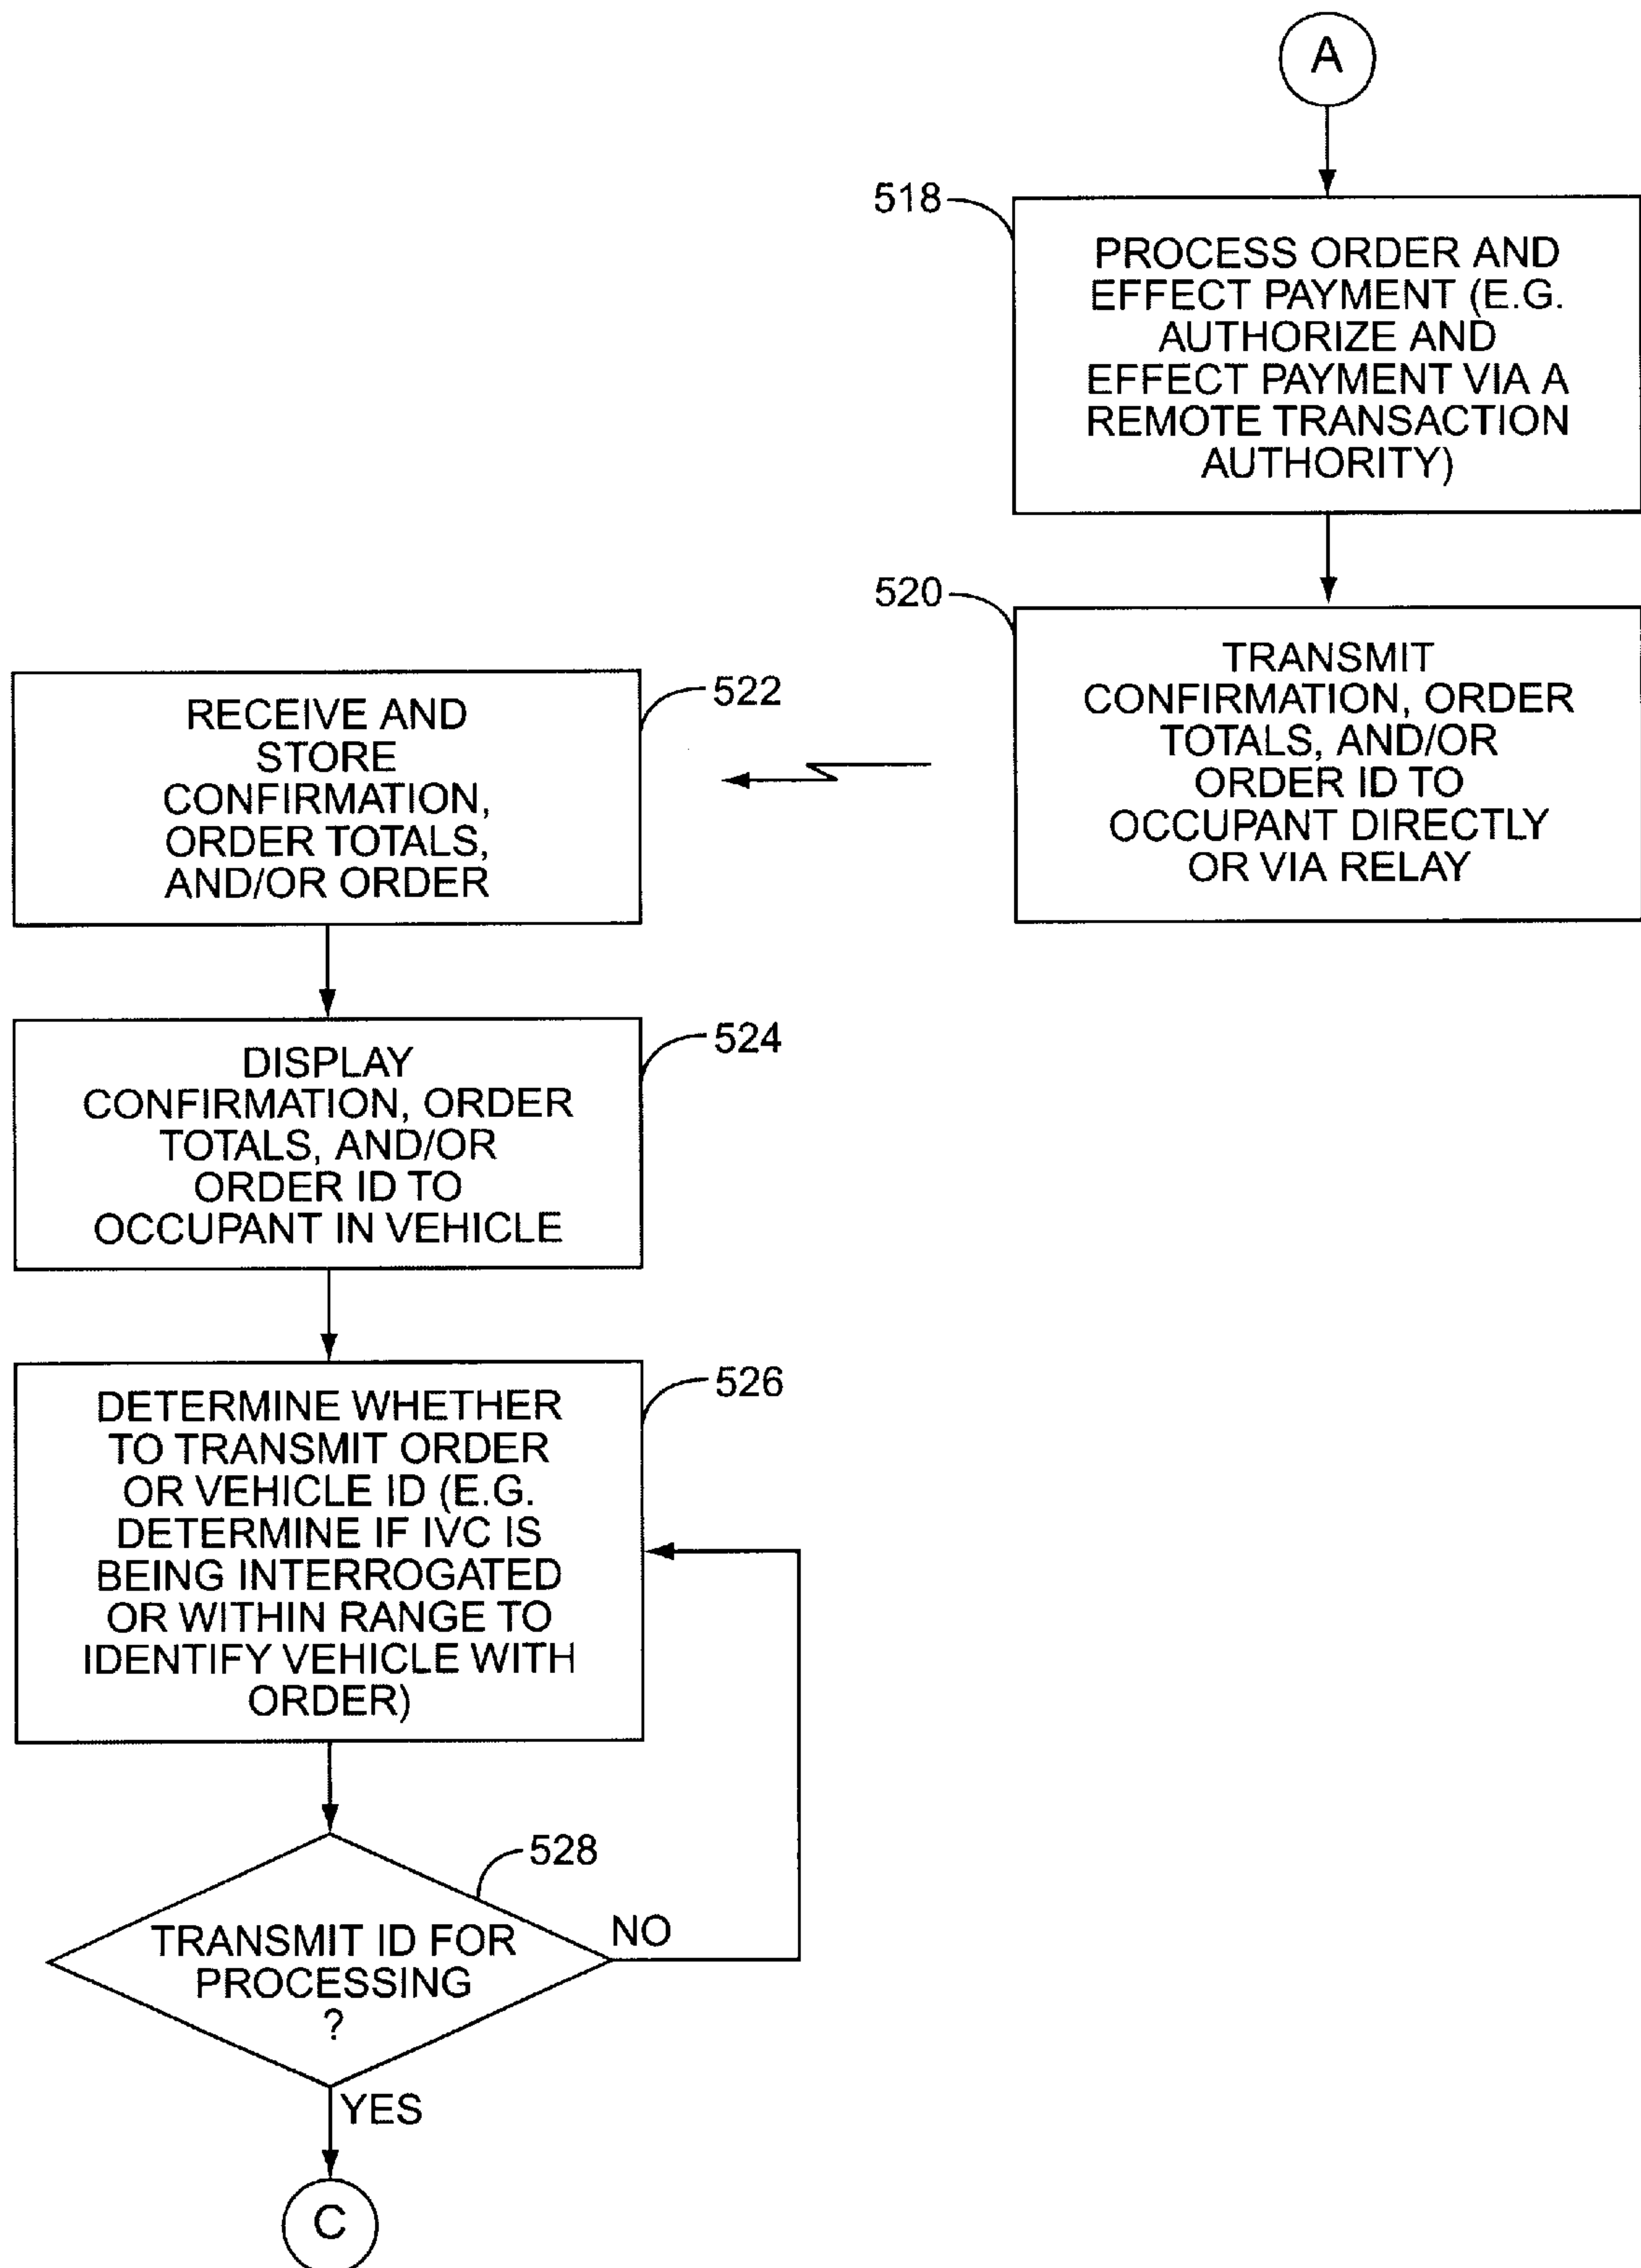 A
518
PROCESS ORDER AND
EFFECT PAYMENT (E.G.
AUTHORIZE AND
EFFECT PAYMENT VIA A
REMOTE TRANSACTION
AUTHORITY)
520
TRANSMIT
CONFIRMATION, ORDER
TOTALS, AND/OR
ORDER ID TO
OCCUPANT DIRECTLY
OR VIA RELAY
522
RECEIVE AND
STORE
CONFIRMATION,
ORDER TOTALS,
AND/OR ORDER
524
DISPLAY
CONFIRMATION, ORDER
TOTALS, AND/OR
ORDER ID TO
OCCUPANT IN VEHICLE
526
DETERMINE WHETHER
TO TRANSMIT ORDER
OR VEHICLE ID (E.G.
DETERMINE IF IVC IS
BEING INTERROGATED
OR WITHIN RANGE TO
IDENTIFY VEHICLE WITH
ORDER)
528
TRANSMIT ID FOR
PROCESSING
?
NO
YES
C